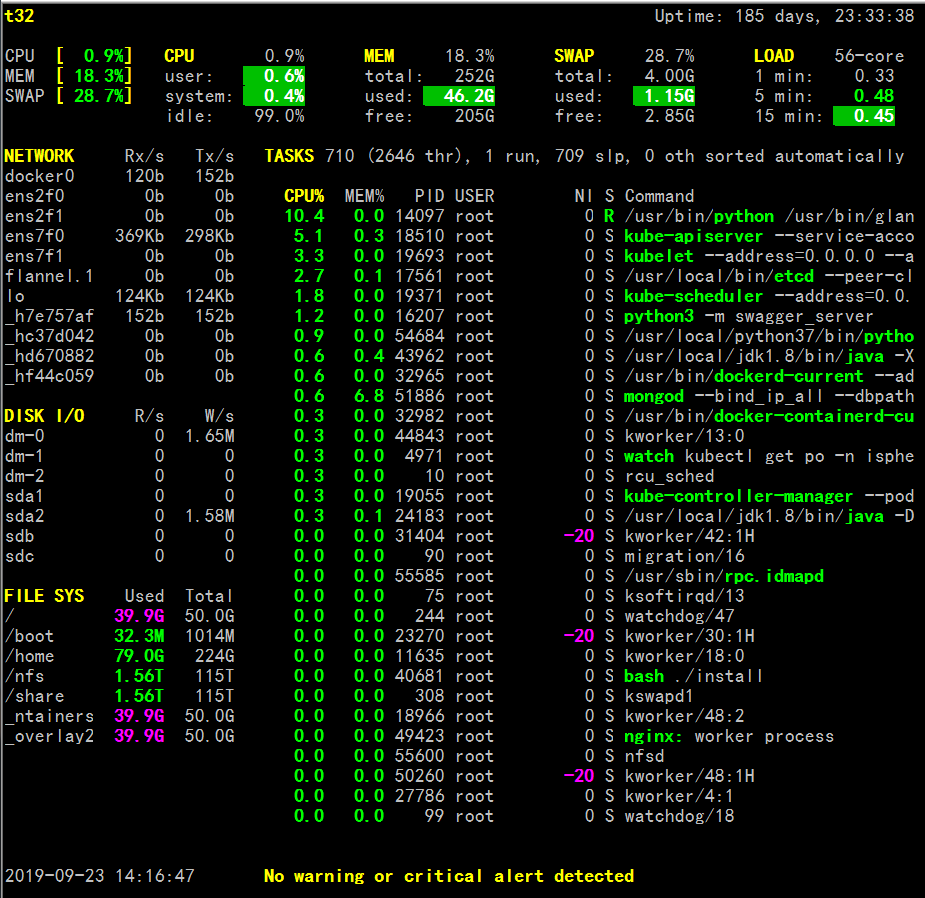 t32 Uptime: 185 days, 23:33:38
CPU [ 0.9%] CPU 0.9% MEM 18.3% SWAP 28.7% LOAD 56-core
MEM [ 18.3%] user: 0.6% total: 252G total: 4.00G 1 min: 0.33
SWAP [ 28.7%] system: 0.4% used: 46.2G used: 1.15G 5 min: 0.48
idle: 99.0% free: 205G free: 2.85G 15 min: 0.45
NETWORK Rx/s Tx/s TASKS 710 (2646 thr), 1 run, 709 slp, 0 oth sorted automatically
docker0 120b 152b
ens2f0 0b 0b CPU% MEM% PID USER NI S Command
ens2f1 0b 0b 10.4 0.0 14097 root 0 R /usr/bin/python /usr/bin/glan
ens7f0 369Kb 298Kb 5.1 0.3 18510 root 0 S kube-apiserver --service-acco
ens7f1 0b 0b 3.3 0.0 19693 root 0 S kubelet --address=0.0.0.0 --a
flannel.1 0b 0b 2.7 0.1 17561 root 0 S /usr/local/bin/etcd --peer-cl
lo 124Kb 124Kb 1.8 0.0 19371 root 0 S kube-scheduler --address=0.0.
_h7e757af 152b 152b 1.2 0.0 16207 root 0 S python3 -m swagger_server
_hc37d042 0b 0b 0.9 0.0 54684 root 0 S /usr/local/python37/bin/pytho
_hd670882 0b 0b 0.6 0.4 43962 root 0 S /usr/local/jdk1.8/bin/java -X
_hf44c059 0b 0b 0.6 0.0 32965 root 0 S /usr/bin/dockerd-current --ad
0.6 6.8 51886 root 0 S mongod --bind_ip_all --dbpath
DISK I/O R/s W/s 0.3 0.0 32982 root 0 S /usr/bin/docker-containerd-cu
dm-0 0 1.65M 0.3 0.0 44843 root 0 S kworker/13:0
dm-1 0 0 0.3 0.0 4971 root 0 S watch kubectl get po -n isphe
dm-2 0 0 0.3 0.0 10 root 0 S rcu_sched
sda1 0 0 0.3 0.0 19055 root 0 S kube-controller-manager --pod
sda2 0 1.58M 0.3 0.1 24183 root 0 S /usr/local/jdk1.8/bin/java -D
sdb 0 0 0.0 0.0 31404 root -20 S kworker/42:1H
sdc 0 0 0.0 0.0 90 root 0 S migration/16
0.0 0.0 55585 root 0 S /usr/sbin/rpc.idmapd
FILE SYS Used Total 0.0 0.0 75 root 0 S ksoftirqd/13
/ 39.9G 50.0G 0.0 0.0 244 root 0 S watchdog/47
/boot 32.3M 1014M 0.0 0.0 23270 root -20 S kworker/30:1H
/home 79.0G 224G 0.0 0.0 11635 root 0 S kworker/18:0
/nfs 1.56T 115T 0.0 0.0 40681 root 0 S bash ./install
/share 1.56T 115T 0.0 0.0 308 root 0 S kswapd1
_ntainers 39.9G 50.0G 0.0 0.0 18966 root 0 S kworker/48:2
_overlay2 39.9G 50.0G 0.0 0.0 49423 root 0 S nginx: worker process
0.0 0.0 55600 root 0 S nfsd
0.0 0.0 50260 root -20 S kworker/48:1H
0.0 0.0 27786 root 0 S kworker/4:1
0.0 0.0 99 root 0 S watchdog/18
2019-09-23 14:16:47 No warning or critical alert detected